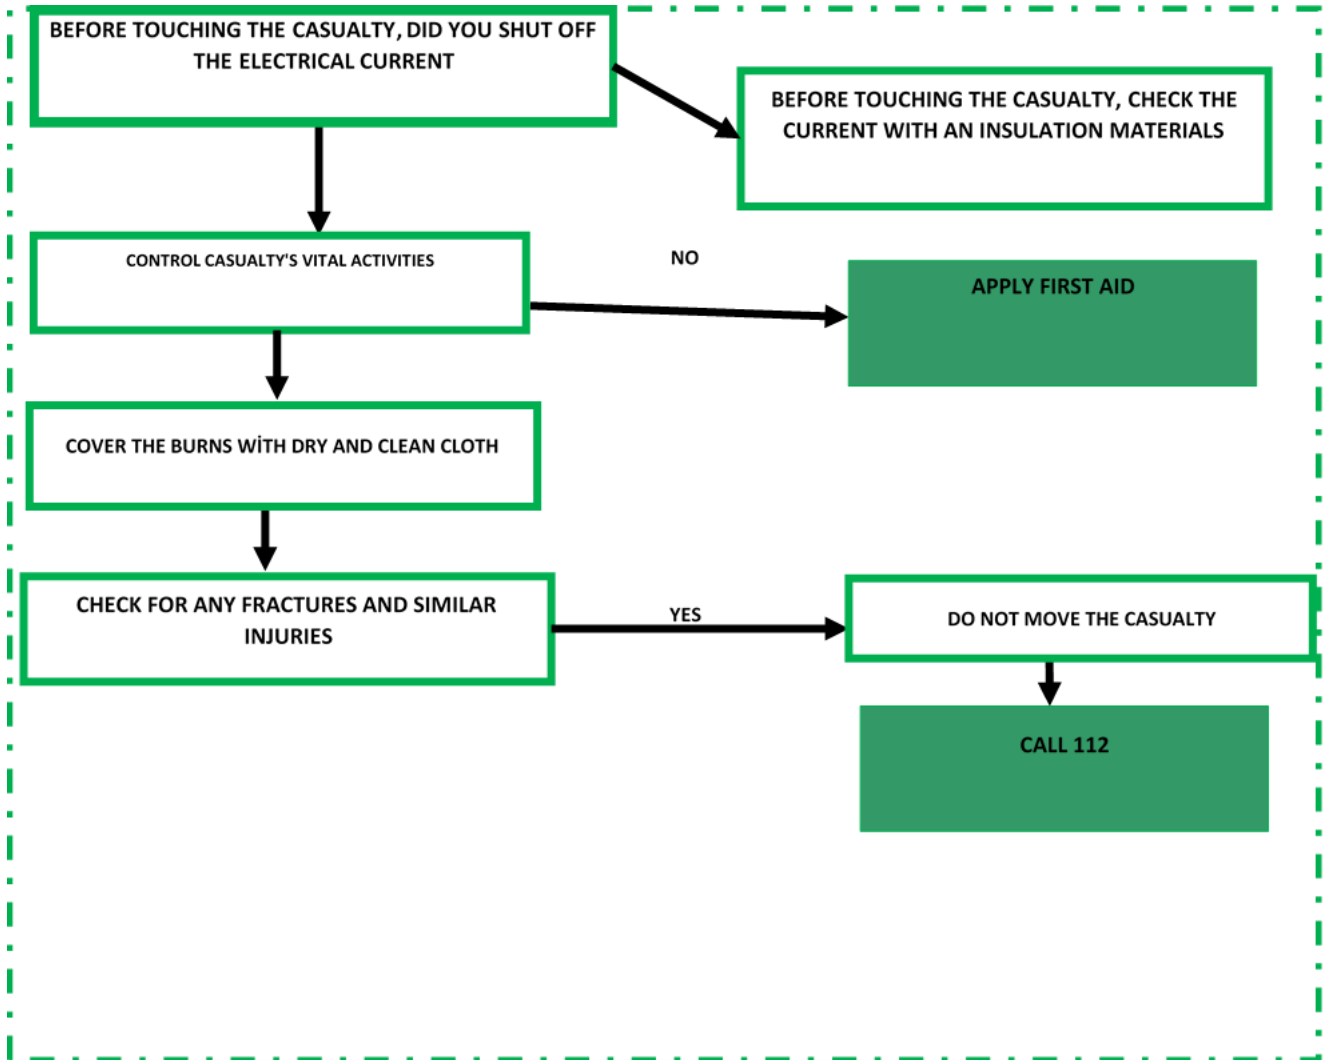 BEFORE TOUCHING THE CASUALTY, DID YOU SHUT OFF
THE ELECTRICAL CURRENT
BEFORE TOUCHING THE CASUALTY, CHECK THE
CURRENT WITH AN INSULATION MATERIALS
CONTROL CASUALTY'S VITAL ACTIVITIES
NO
APPLY FIRST AID
COVER THE BURNS WİTH DRY AND CLEAN CLOTH
CHECK FOR ANY FRACTURES AND SIMILAR
INJURIES
YES
DO NOT MOVE THE CASUALTY
CALL 112